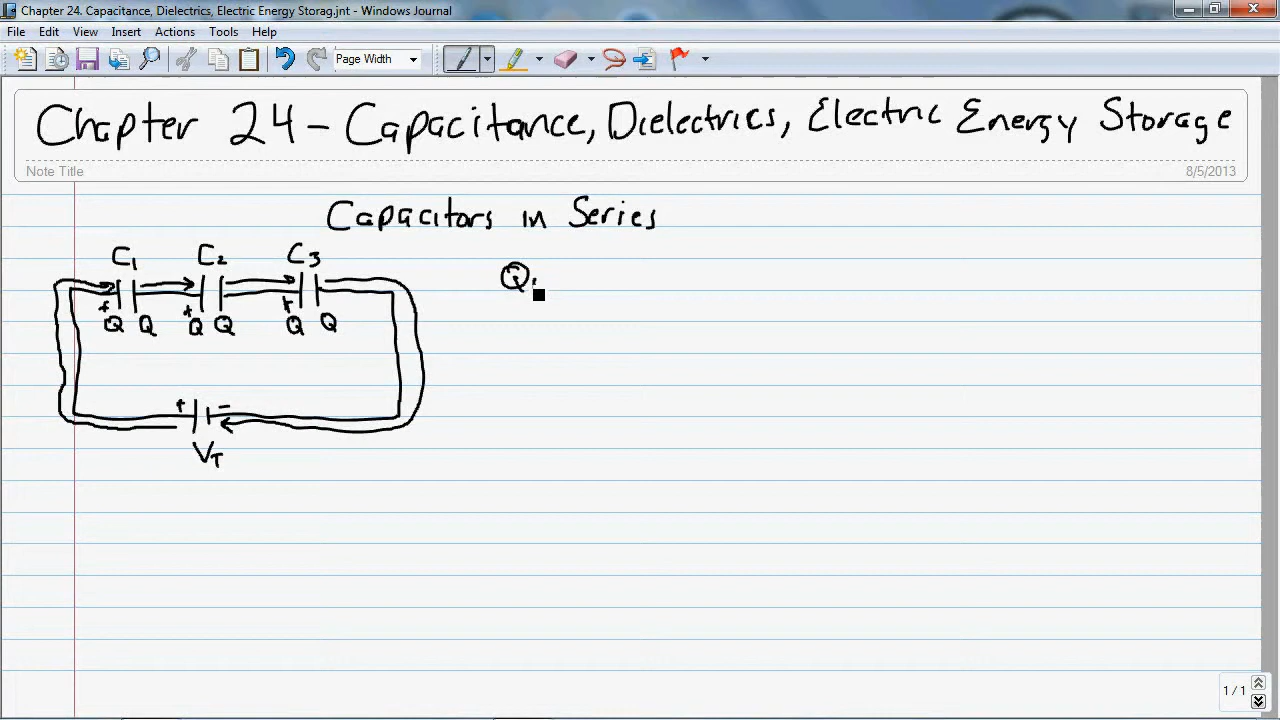 Chapter 24. Capacitance, Dielectrics, Electric Energy Storag.jnt - Windows Journal
File Edit View Insert Actions Tools Help
Page Width
Chapter 24 - Capacitance, Dielectrics, Electric Energy Storage
Note Title 8/5/2013
Capacitors in Series
C1 C2 C3
Q
+ + +
Q Q Q Q Q Q
+ -
VT
1 / 1